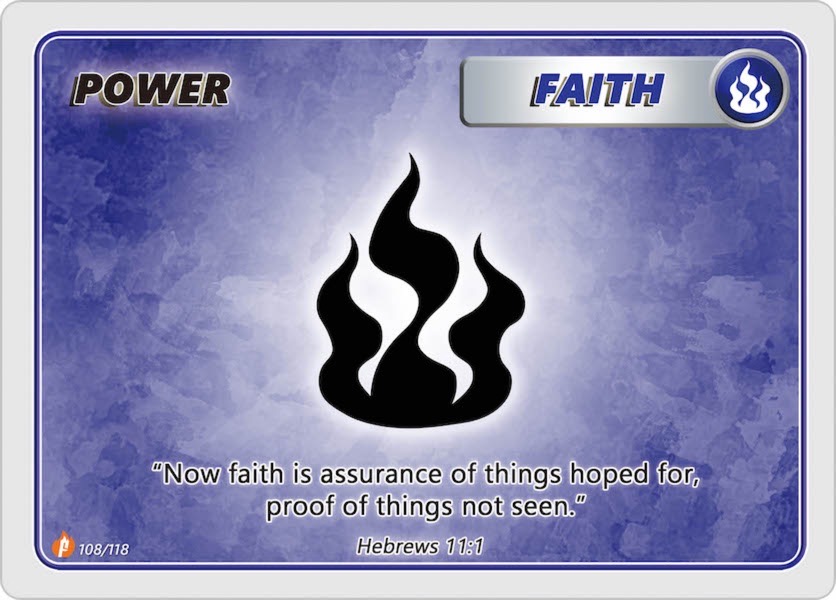 POWER
FAITH
“Now faith is assurance of things hoped for,
proof of things not seen.”
Hebrews 11:1
108/118